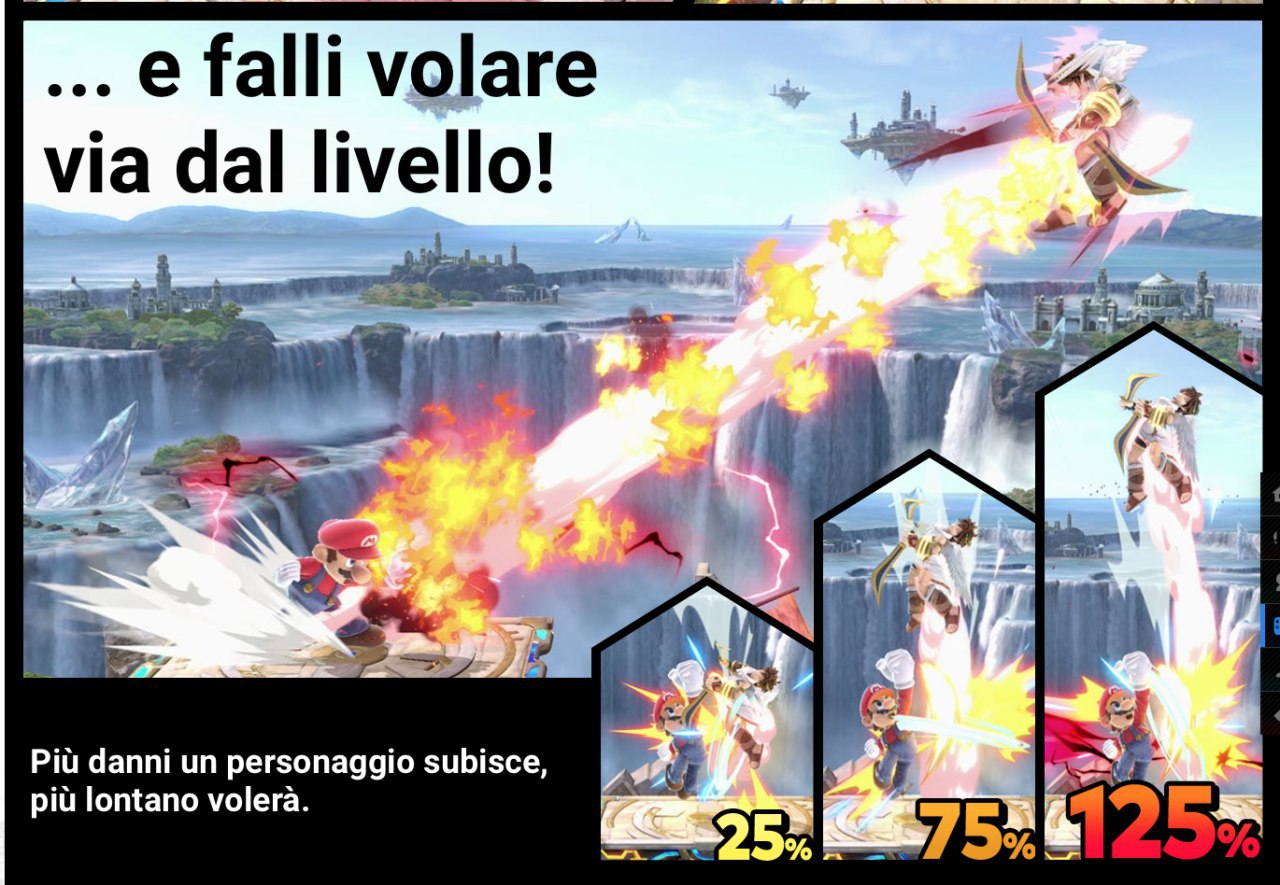 ... e falli volare
via dal livello!
Più danni un personaggio subisce,
più lontano volerà.
25%
75%
125%